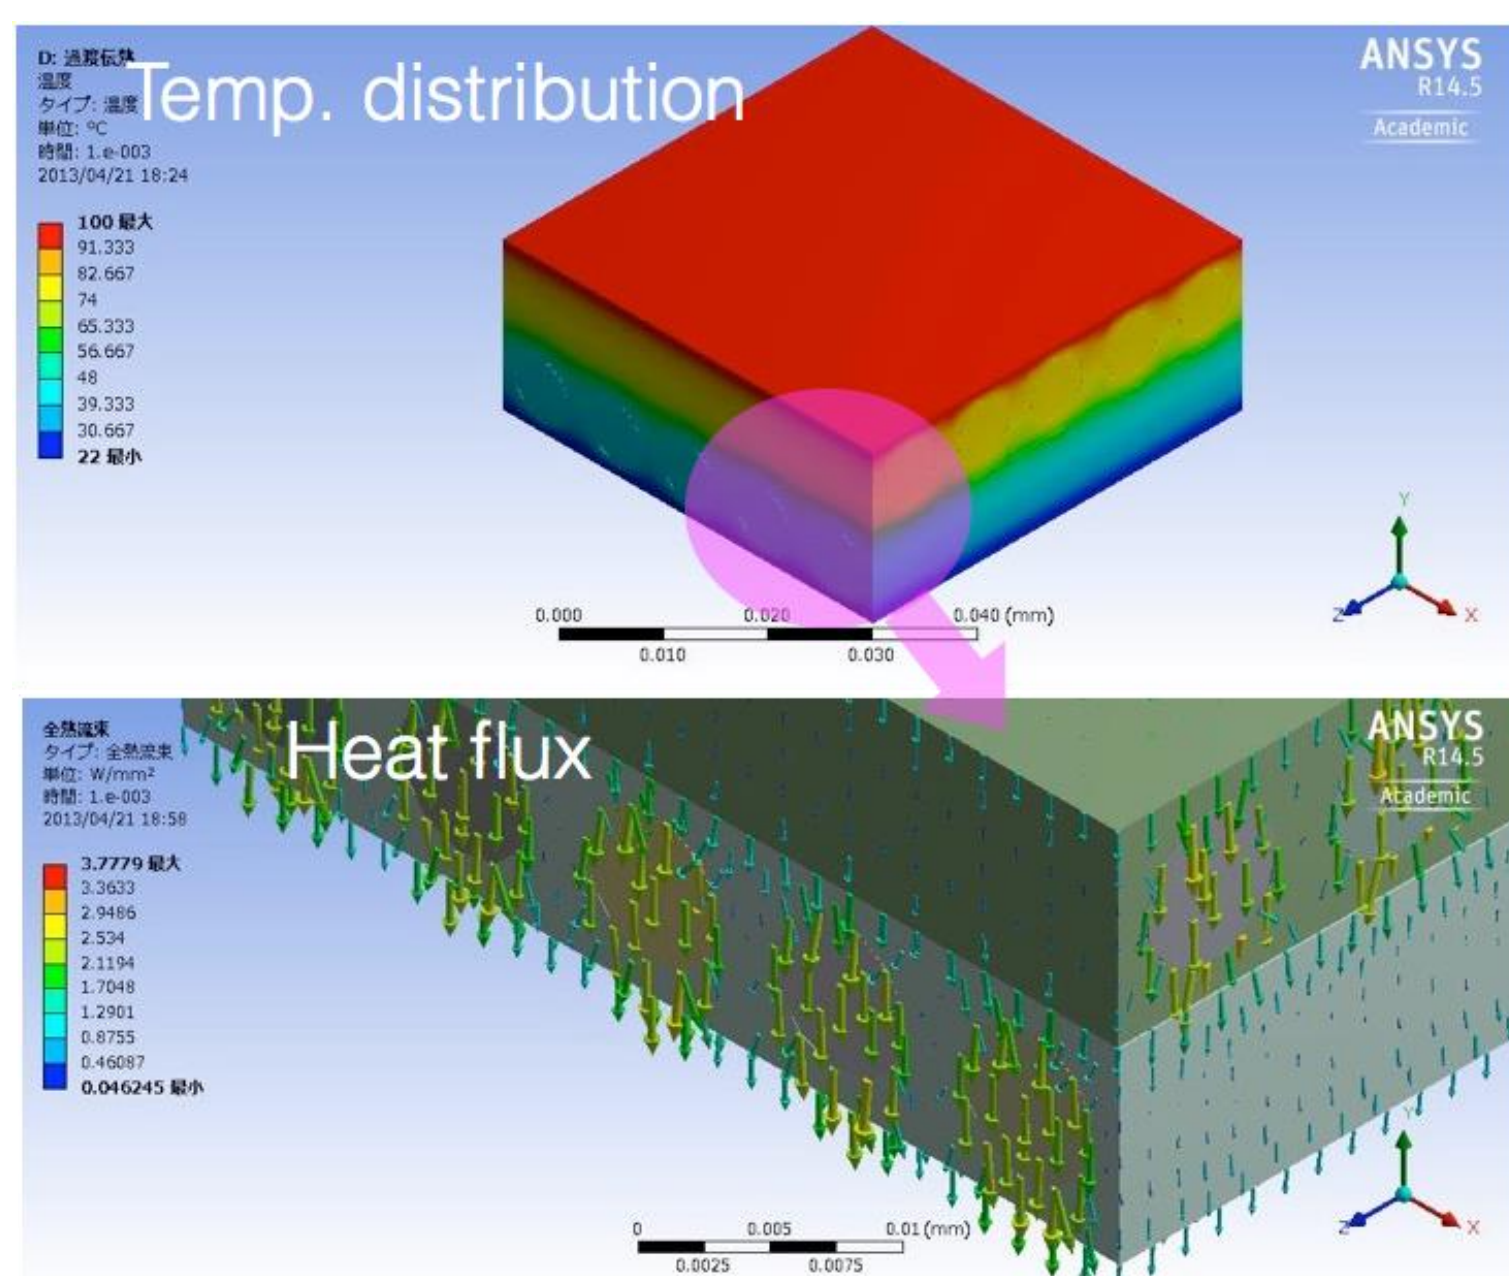 D: 過渡伝熱
温度
タイプ: 温度
単位: ℃
時間: 1.e-003
2013/04/21 18:24
Temp. distribution
ANSYS
R14.5
Academic
100 最大
91.333
82.667
74
65.333
56.667
48
39.333
30.667
22 最小
Y
Z
X
0.000
0.020
0.040 (mm)
0.010
0.030
全熱流束
タイプ: 全熱流束
単位: W/mm²
時間: 1.e-003
2013/04/21 18:58
Heat flux
ANSYS
R14.5
Academic
3.7779 最大
3.3633
2.9486
2.534
2.1194
1.7048
1.2901
0.8755
0.46087
0.046245 最小
Y
Z
X
0
0.005
0.01 (mm)
0.0025
0.0075